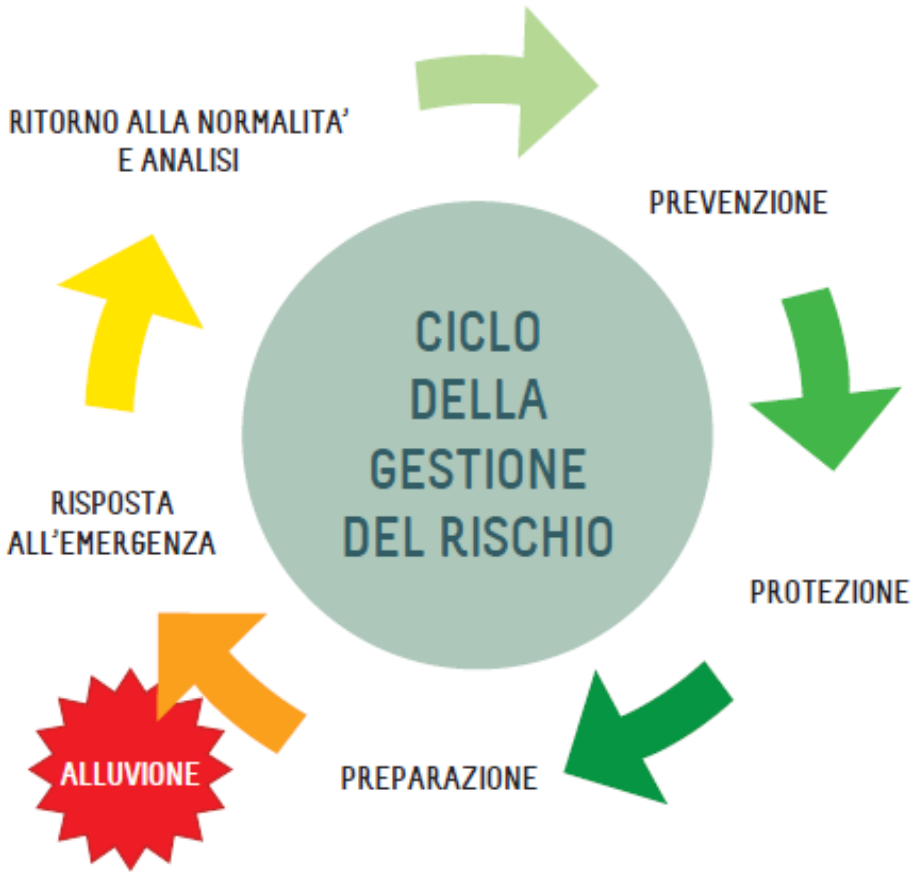 RITORNO ALLA NORMALITA'
E ANALISI
PREVENZIONE
CICLO
DELLA
GESTIONE
DEL RISCHIO
RISPOSTA
ALL'EMERGENZA
PROTEZIONE
ALLUVIONE
PREPARAZIONE